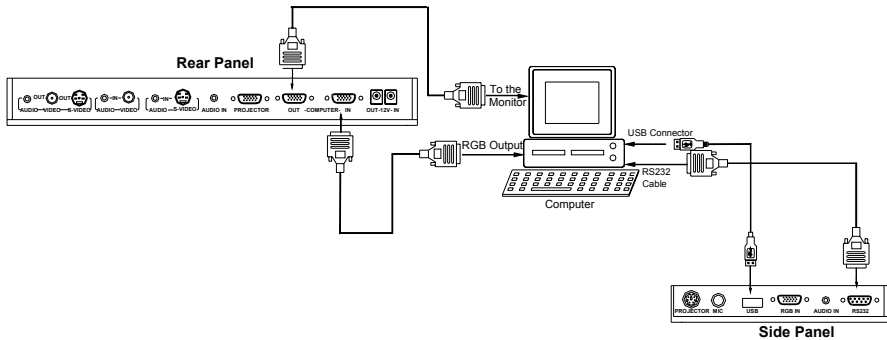 Rear Panel
OUT OUT IN IN
AUDIO VIDEO S-VIDEO AUDIO VIDEO AUDIO S-VIDEO AUDIO IN PROJECTOR OUT -COMPUTER- IN OUT-12V- IN
To the
Monitor
RGB Output
USB Connector
RS232
Cable
Computer
PROJECTOR MIC USB RGB IN AUDIO IN RS232
Side Panel